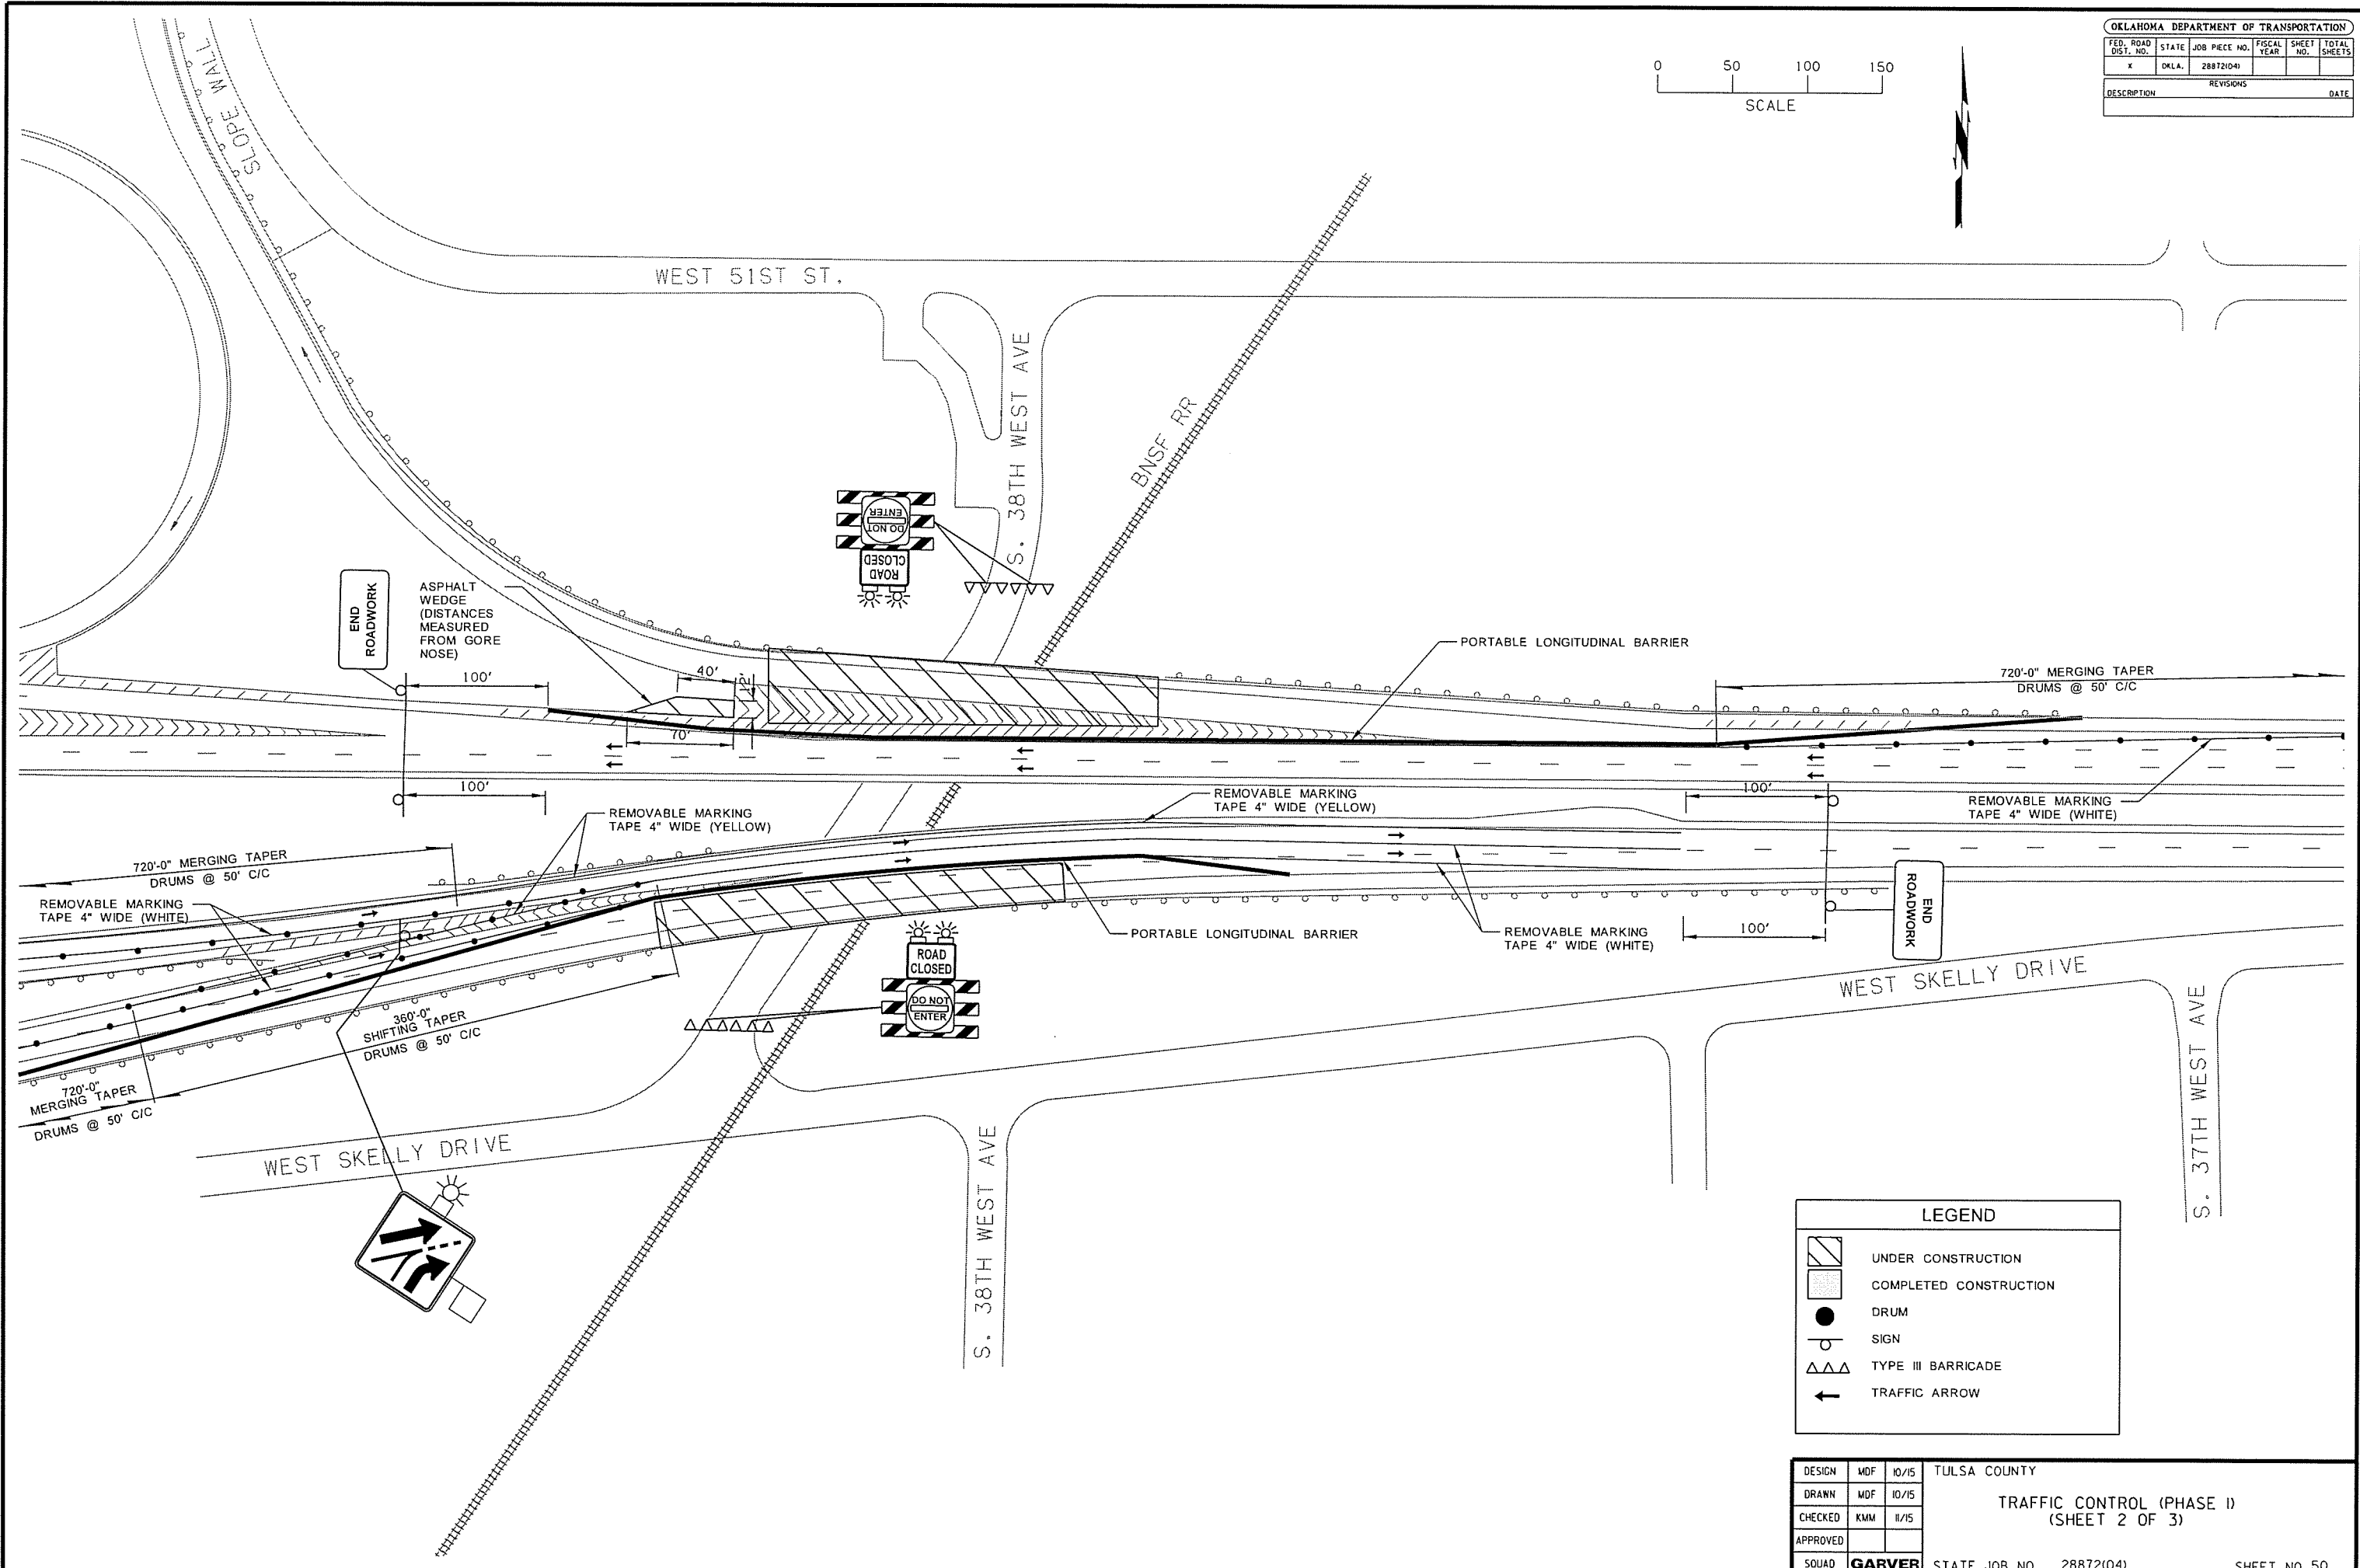 OKLAHOMA DEPARTMENT OF TRANSPORTATION
FED. ROAD DIST. NO.
STATE
JOB PIECE NO.
FISCAL YEAR
SHEET NO.
TOTAL SHEETS
X
OKLA.
28872(04)
REVISIONS
DESCRIPTION
DATE
0
50
100
150
SCALE
SLOPE WALL
WEST 51ST ST.
S. 38TH WEST AVE
BNSF RR
DO NOT
ENTER
ROAD
CLOSED
END
ROADWORK
ASPHALT
WEDGE
(DISTANCES
MEASURED
FROM GORE
NOSE)
100'
40'
12'
70'
PORTABLE LONGITUDINAL BARRIER
720'-0" MERGING TAPER
DRUMS @ 50' C/C
100'
REMOVABLE MARKING
TAPE 4" WIDE (YELLOW)
REMOVABLE MARKING
TAPE 4" WIDE (YELLOW)
100'
REMOVABLE MARKING
TAPE 4" WIDE (WHITE)
720'-0" MERGING TAPER
DRUMS @ 50' C/C
REMOVABLE MARKING
TAPE 4" WIDE (WHITE)
PORTABLE LONGITUDINAL BARRIER
REMOVABLE MARKING
TAPE 4" WIDE (WHITE)
100'
END
ROADWORK
ROAD
CLOSED
DO NOT
ENTER
360'-0"
SHIFTING TAPER
DRUMS @ 50' C/C
720'-0"
MERGING TAPER
DRUMS @ 50' C/C
WEST SKELLY DRIVE
WEST SKELLY DRIVE
S. 38TH WEST AVE
S. 37TH WEST AVE
LEGEND
UNDER CONSTRUCTION
COMPLETED CONSTRUCTION
DRUM
SIGN
TYPE III BARRICADE
TRAFFIC ARROW
DESIGN MDF 10/15
DRAWN MDF 10/15
CHECKED KMM 11/15
APPROVED
SQUAD GARVER
TULSA COUNTY
TRAFFIC CONTROL (PHASE I)
(SHEET 2 OF 3)
STATE JOB NO. 28872(04) SHEET NO. 50